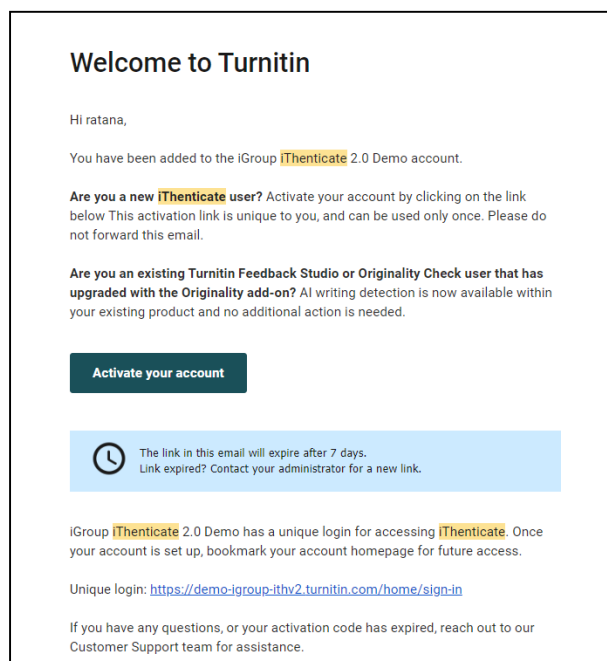 Welcome to Turnitin
Hi ratana,
You have been added to the iGroup iThenticate 2.0 Demo account.
Are you a new iThenticate user? Activate your account by clicking on the link
below This activation link is unique to you, and can be used only once. Please do
not forward this email.
Are you an existing Turnitin Feedback Studio or Originality Check user that has
upgraded with the Originality add-on? AI writing detection is now available within
your existing product and no additional action is needed.
Activate your account
The link in this email will expire after 7 days.
Link expired? Contact your administrator for a new link.
iGroup iThenticate 2.0 Demo has a unique login for accessing iThenticate. Once
your account is set up, bookmark your account homepage for future access.
Unique login: https://demo-igroup-ithv2.turnitin.com/home/sign-in
If you have any questions, or your activation code has expired, reach out to our
Customer Support team for assistance.